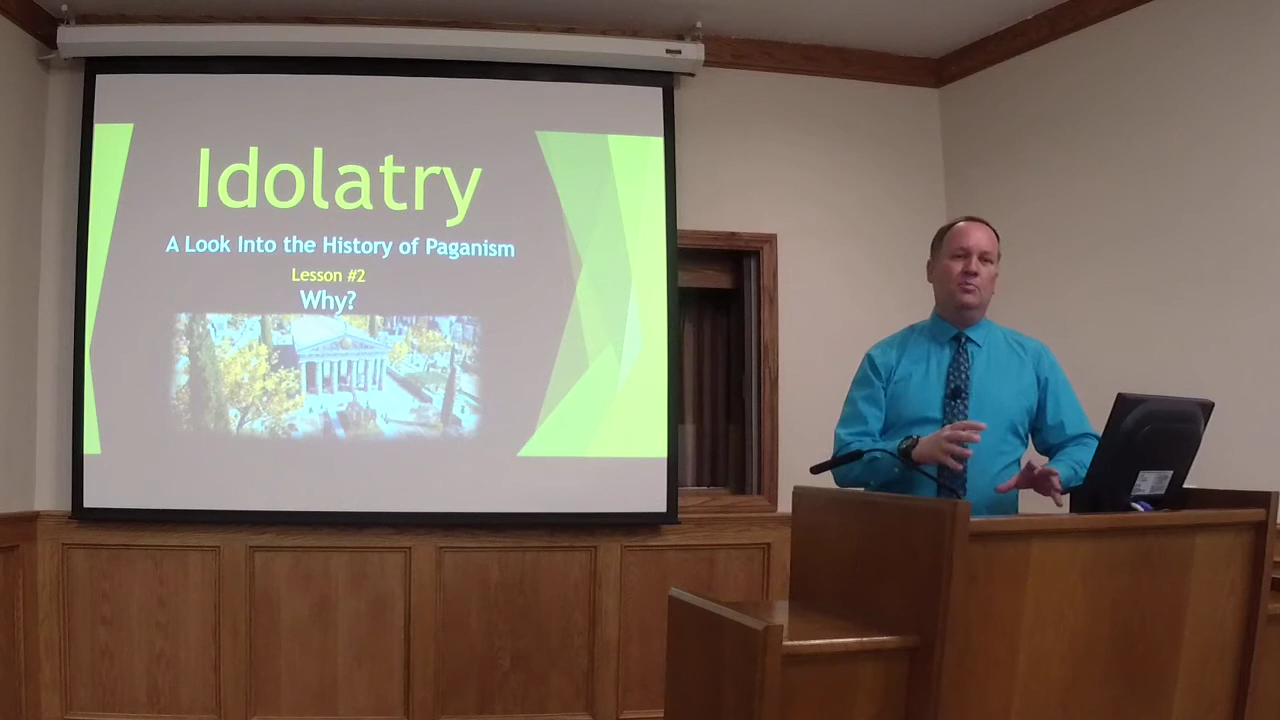 Idolatry
A Look Into the History of Paganism
Lesson #2
Why?